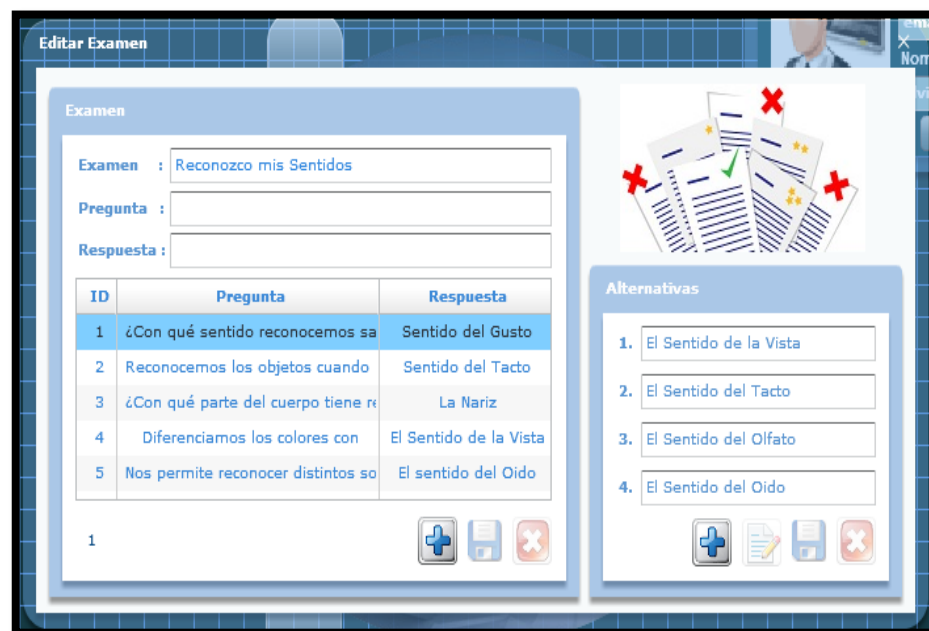 Editar Examen
Examen
Examen : Reconozco mis Sentidos
Pregunta :
Respuesta :
ID Pregunta Respuesta
1 ¿Con qué sentido reconocemos sa Sentido del Gusto
2 Reconocemos los objetos cuando Sentido del Tacto
3 ¿Con qué parte del cuerpo tiene re La Nariz
4 Diferenciamos los colores con El Sentido de la Vista
5 Nos permite reconocer distintos so El sentido del Oido
1
Nom
Alternativas
1. El Sentido de la Vista
2. El Sentido del Tacto
3. El Sentido del Olfato
4. El Sentido del Oido